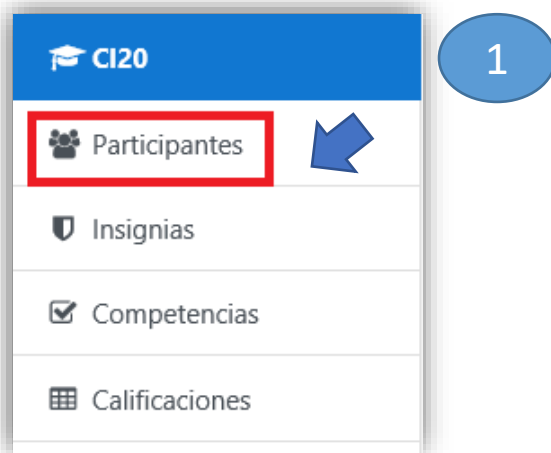 CI20
1
Participantes
Insignias
Competencias
Calificaciones